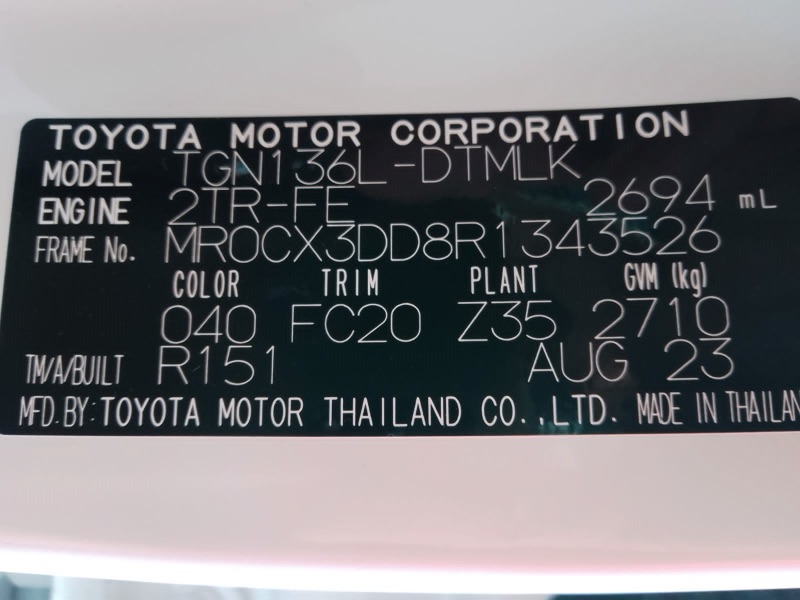 TOYOTA MOTOR CORPORATION
MODEL TGN136L-DTMLK
ENGINE 2TR-FE 2694 mL
FRAME No. MR0CX3DD8R1343526
COLOR TRIM PLANT GVM (kg)
040 FC20 Z35 2710
TM/A/BUILT R151 AUG 23
MFD.BY:TOYOTA MOTOR THAILAND CO.,LTD. MADE IN THAILAN